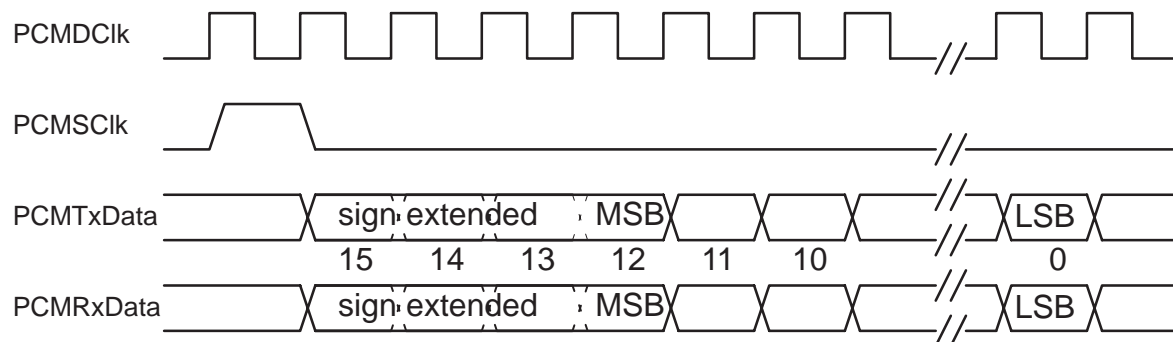 PCMDClk
PCMSClk
PCMTxData sign extended MSB LSB
15 14 13 12 11 10 0
PCMRxData sign extended MSB LSB